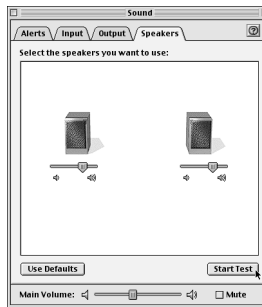 Sound
Alerts Input Output Speakers
Select the speakers you want to use:
Use Defaults Start Test
Main Volume: Mute